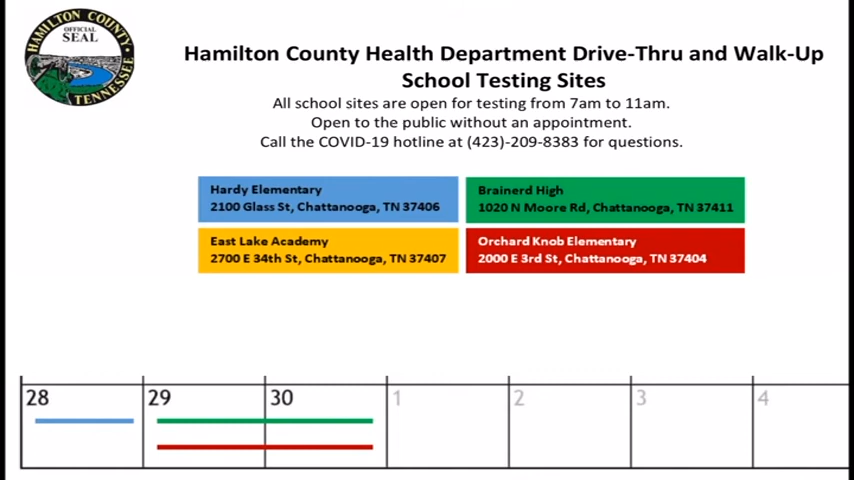 HAMILTON COUNTY
OFFICIAL
SEAL
TENNESSEE
Hamilton County Health Department Drive-Thru and Walk-Up
School Testing Sites
All school sites are open for testing from 7am to 11am.
Open to the public without an appointment.
Call the COVID-19 hotline at (423)-209-8383 for questions.
Hardy Elementary
2100 Glass St, Chattanooga, TN 37406
Brainerd High
1020 N Moore Rd, Chattanooga, TN 37411
East Lake Academy
2700 E 34th St, Chattanooga, TN 37407
Orchard Knob Elementary
2000 E 3rd St, Chattanooga, TN 37404
28 29 30 1 2 3 4